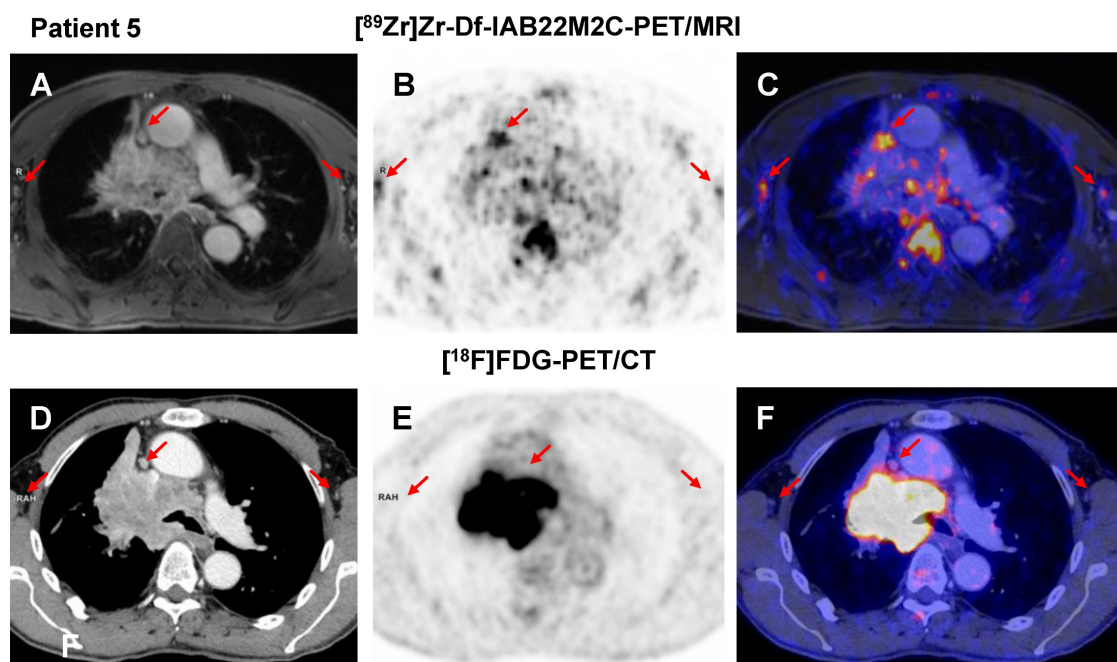 Patient 5
[⁸⁹Zr]Zr-Df-IAB22M2C-PET/MRI
A
B
C
R
R
[¹⁸F]FDG-PET/CT
D
E
F
RAH
RAH
F